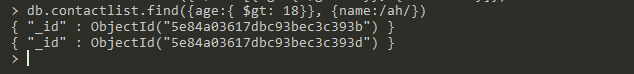 > db.contactlist.find({age:{ $gt: 18}}, {name:/ah/})
{ "_id" : ObjectId("5e84a03617dbc93bec3c393b") }
{ "_id" : ObjectId("5e84a03617dbc93bec3c393d") }
>